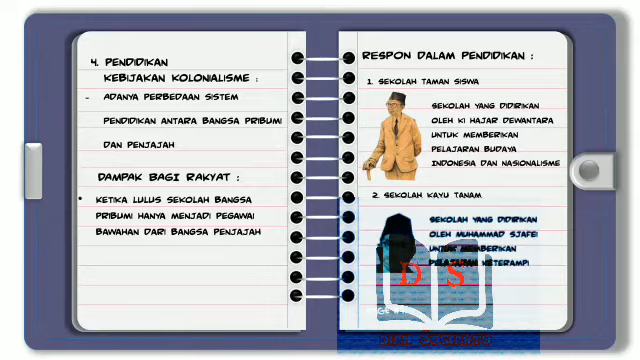 4. PENDIDIKAN
KEBIJAKAN KOLONIALISME :
- ADANYA PERBEDAAN SISTEM
PENDIDIKAN ANTARA BANGSA PRIBUMI
DAN PENJAJAH
DAMPAK BAGI RAKYAT :
• KETIKA LULUS SEKOLAH BANGSA
PRIBUMI HANYA MENJADI PEGAWAI
BAWAHAN DARI BANGSA PENJAJAH
RESPON DALAM PENDIDIKAN :
1. SEKOLAH TAMAN SISWA
SEKOLAH YANG DIDIRIKAN
OLEH KI HAJAR DEWANTARA
UNTUK MEMBERIKAN
PELAJARAN BUDAYA
INDONESIA DAN NASIONALISME
2. SEKOLAH KAYU TANAM
SEKOLAH YANG DIDIRIKAN
OLEH MUHAMMAD SJAFEI
UNTUK MEMBERIKAN
PELAJARAN KETERAMPI
D S